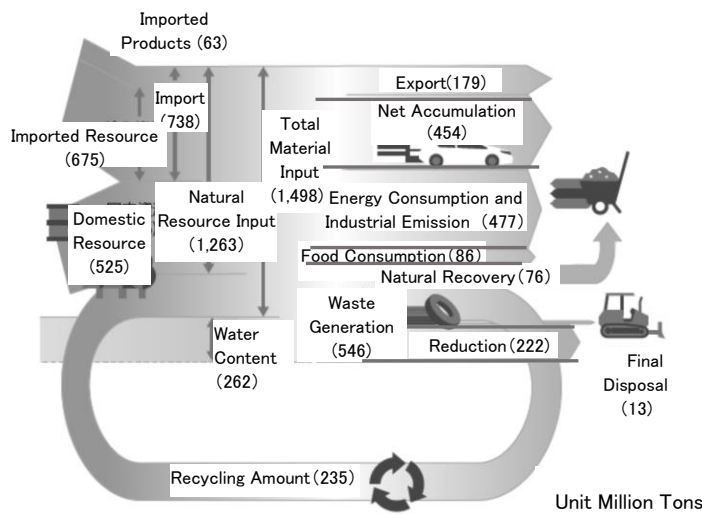 Imported
Products (63)
Export(179)
Import
(738)
Net Accumulation
(454)
Imported Resource
(675)
Total
Material
Input
(1,498)
Natural
Resource Input
(1,263)
Energy Consumption and
Industrial Emission (477)
Domestic
Resource
(525)
Food Consumption(86)
Natural Recovery(76)
Waste
Generation
(546)
Water
Content
(262)
Reduction(222)
Final
Disposal
(13)
Recycling Amount(235)
Unit Million Tons